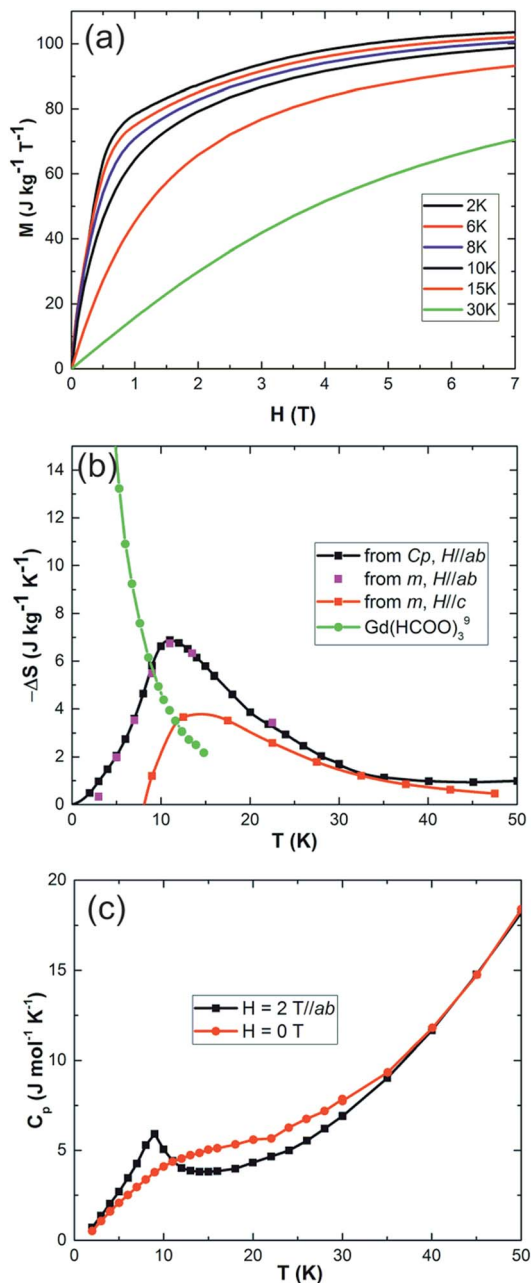 (a)
M (J kg⁻¹ T⁻¹)
100
80
60
40
20
0
2K
6K
8K
10K
15K
30K
0 1 2 3 4 5 6 7
H (T)
(b)
−ΔS (J kg⁻¹ K⁻¹)
14
12
10
8
6
4
2
0
from Cp, H//ab
from m, H//ab
from m, H//c
Gd(HCOO)₃⁹
0 10 20 30 40 50
T (K)
(c)
Cₚ (J mol⁻¹ K⁻¹)
20
15
10
5
0
H = 2 T//ab
H = 0 T
0 10 20 30 40 50
T (K)